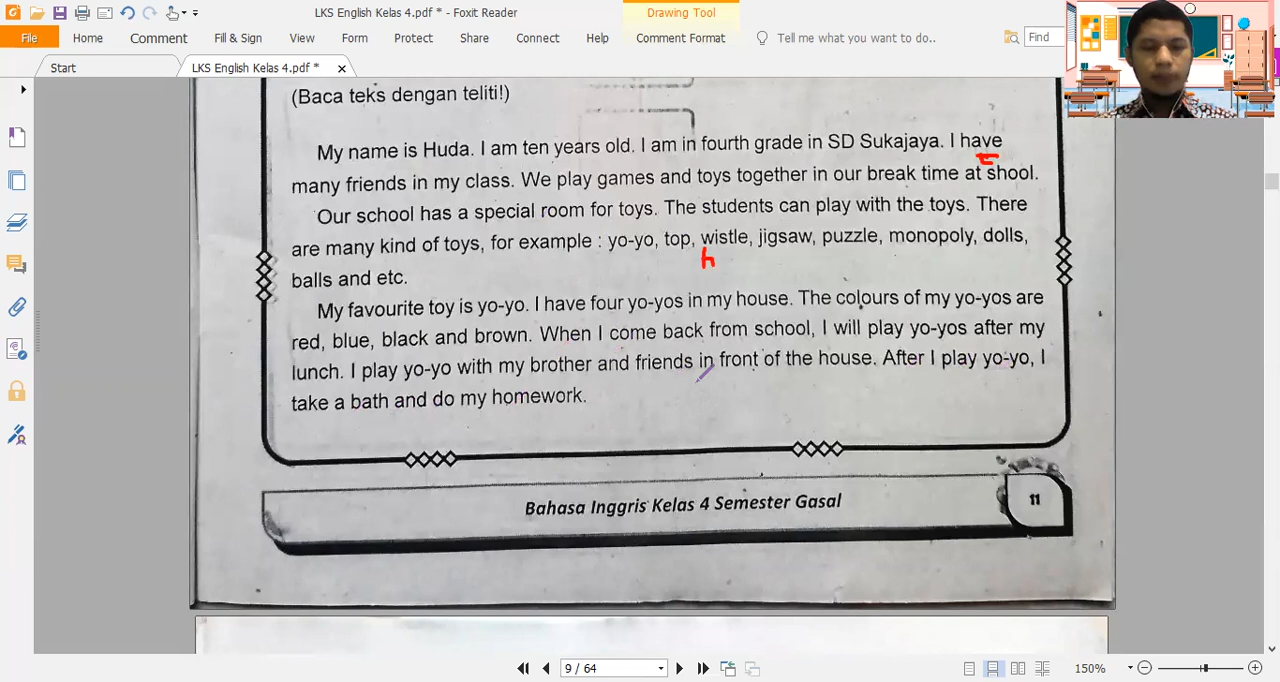 LKS English Kelas 4.pdf * - Foxit Reader
Drawing Tool
File Home Comment Fill & Sign View Form Protect Share Connect Help Comment Format Tell me what you want to do.. Find
Start LKS English Kelas 4.pdf *
(Baca teks dengan teliti!)
My name is Huda. I am ten years old. I am in fourth grade in SD Sukajaya. I have
many friends in my class. We play games and toys together in our break time at shool.
Our school has a special room for toys. The students can play with the toys. There
are many kind of toys, for example : yo-yo, top, wistle, jigsaw, puzzle, monopoly, dolls,
h
balls and etc.
My favourite toy is yo-yo. I have four yo-yos in my house. The colours of my yo-yos are
red, blue, black and brown. When I come back from school, I will play yo-yos after my
lunch. I play yo-yo with my brother and friends in front of the house. After I play yo-yo, I
take a bath and do my homework.
Bahasa Inggris Kelas 4 Semester Gasal
11
9 / 64
150%